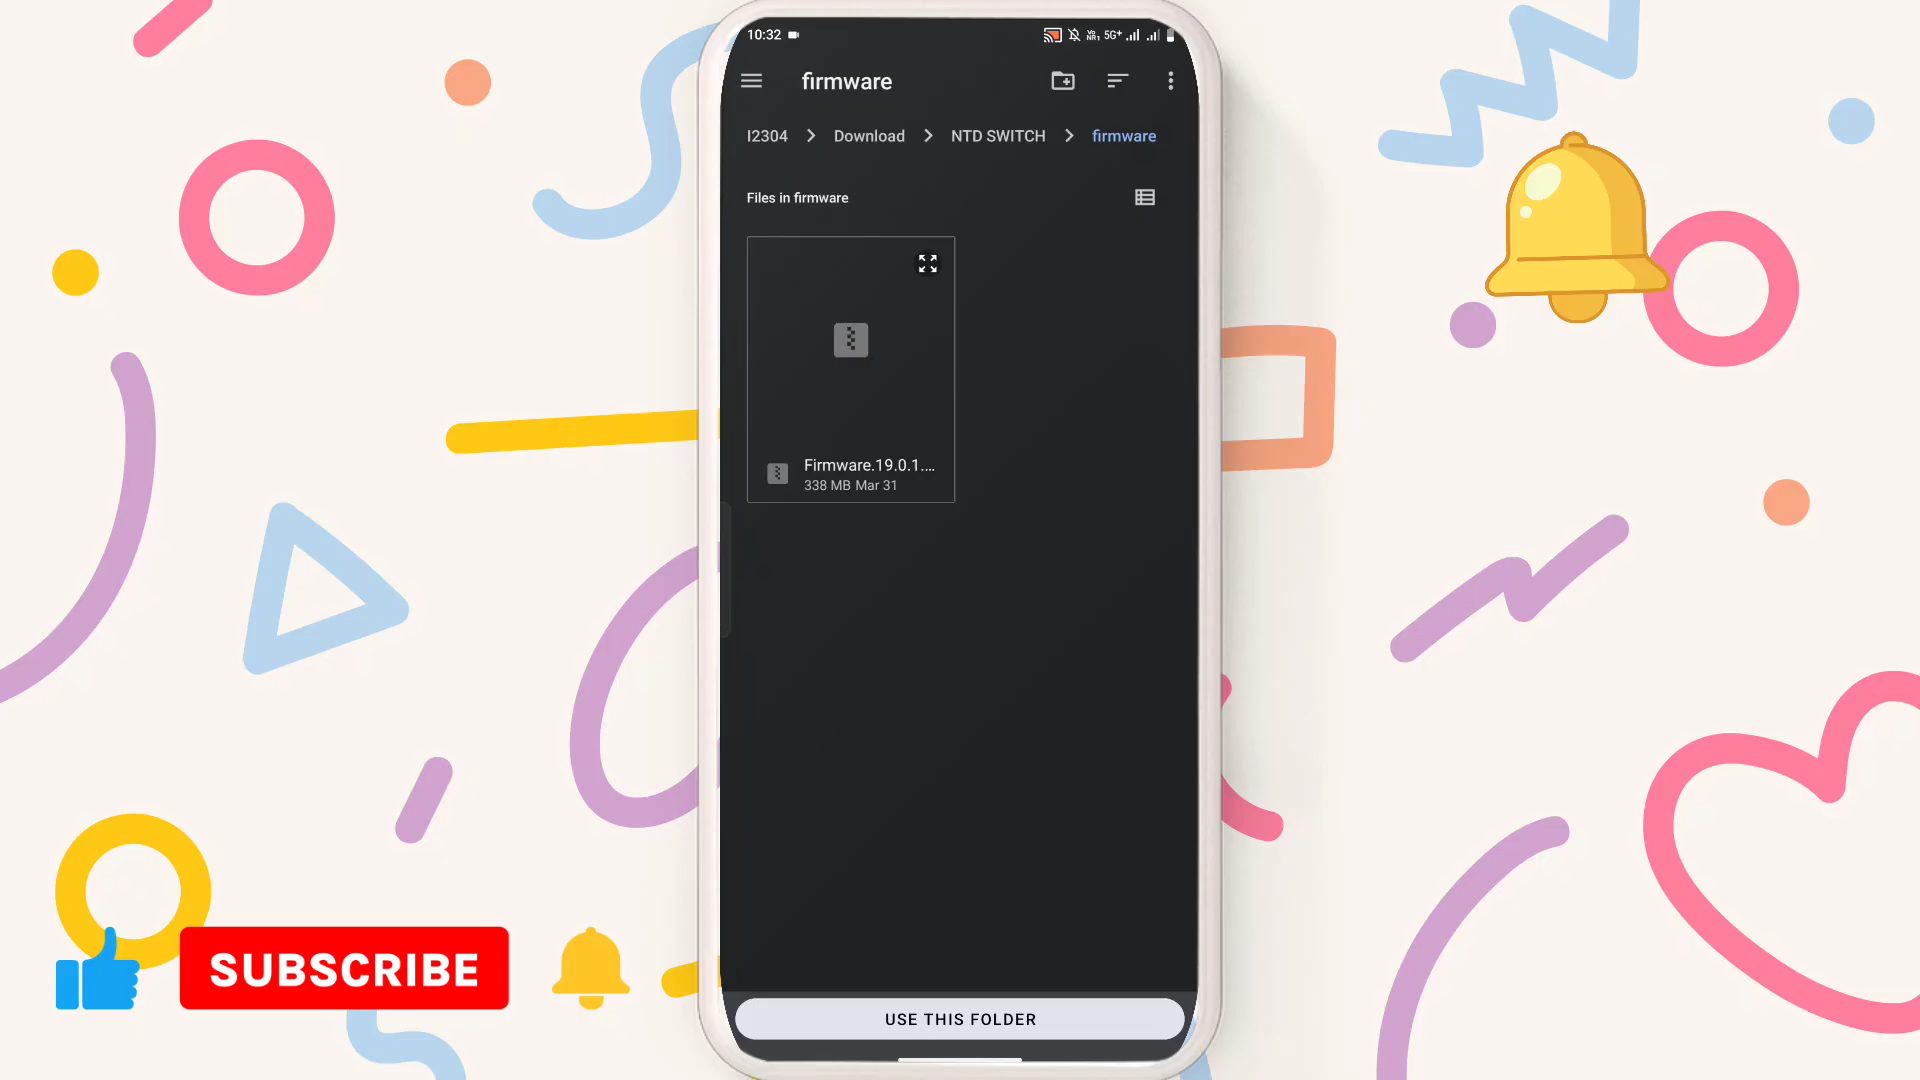 10:32
5G+
firmware
I2304 > Download > NTD SWITCH > firmware
Files in firmware
Firmware.19.0.1....
338 MB Mar 31
USE THIS FOLDER
SUBSCRIBE